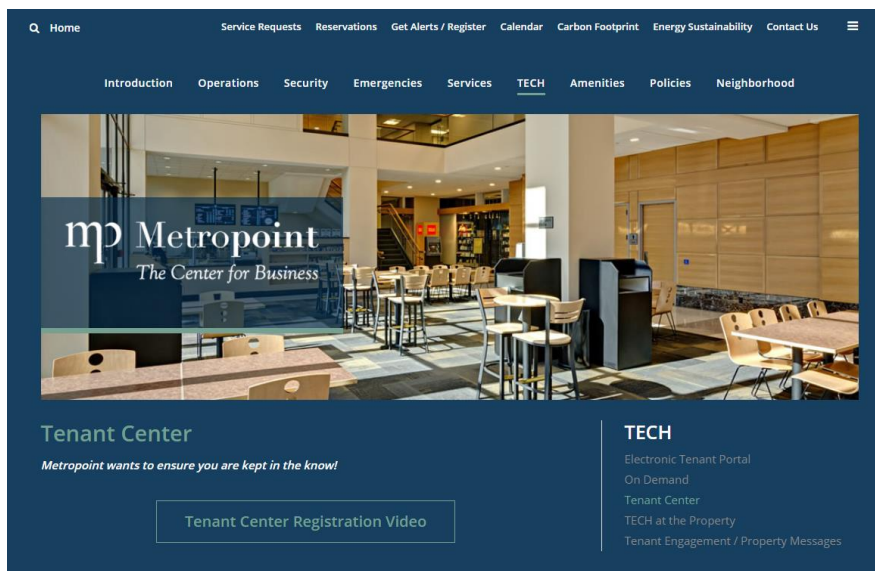 Home
Service Requests Reservations Get Alerts / Register Calendar Carbon Footprint Energy Sustainability Contact Us
Introduction Operations Security Emergencies Services TECH Amenities Policies Neighborhood
mp Metropoint
The Center for Business
Tenant Center
Metropoint wants to ensure you are kept in the know!
Tenant Center Registration Video
TECH
Electronic Tenant Portal
On Demand
Tenant Center
TECH at the Property
Tenant Engagement / Property Messages